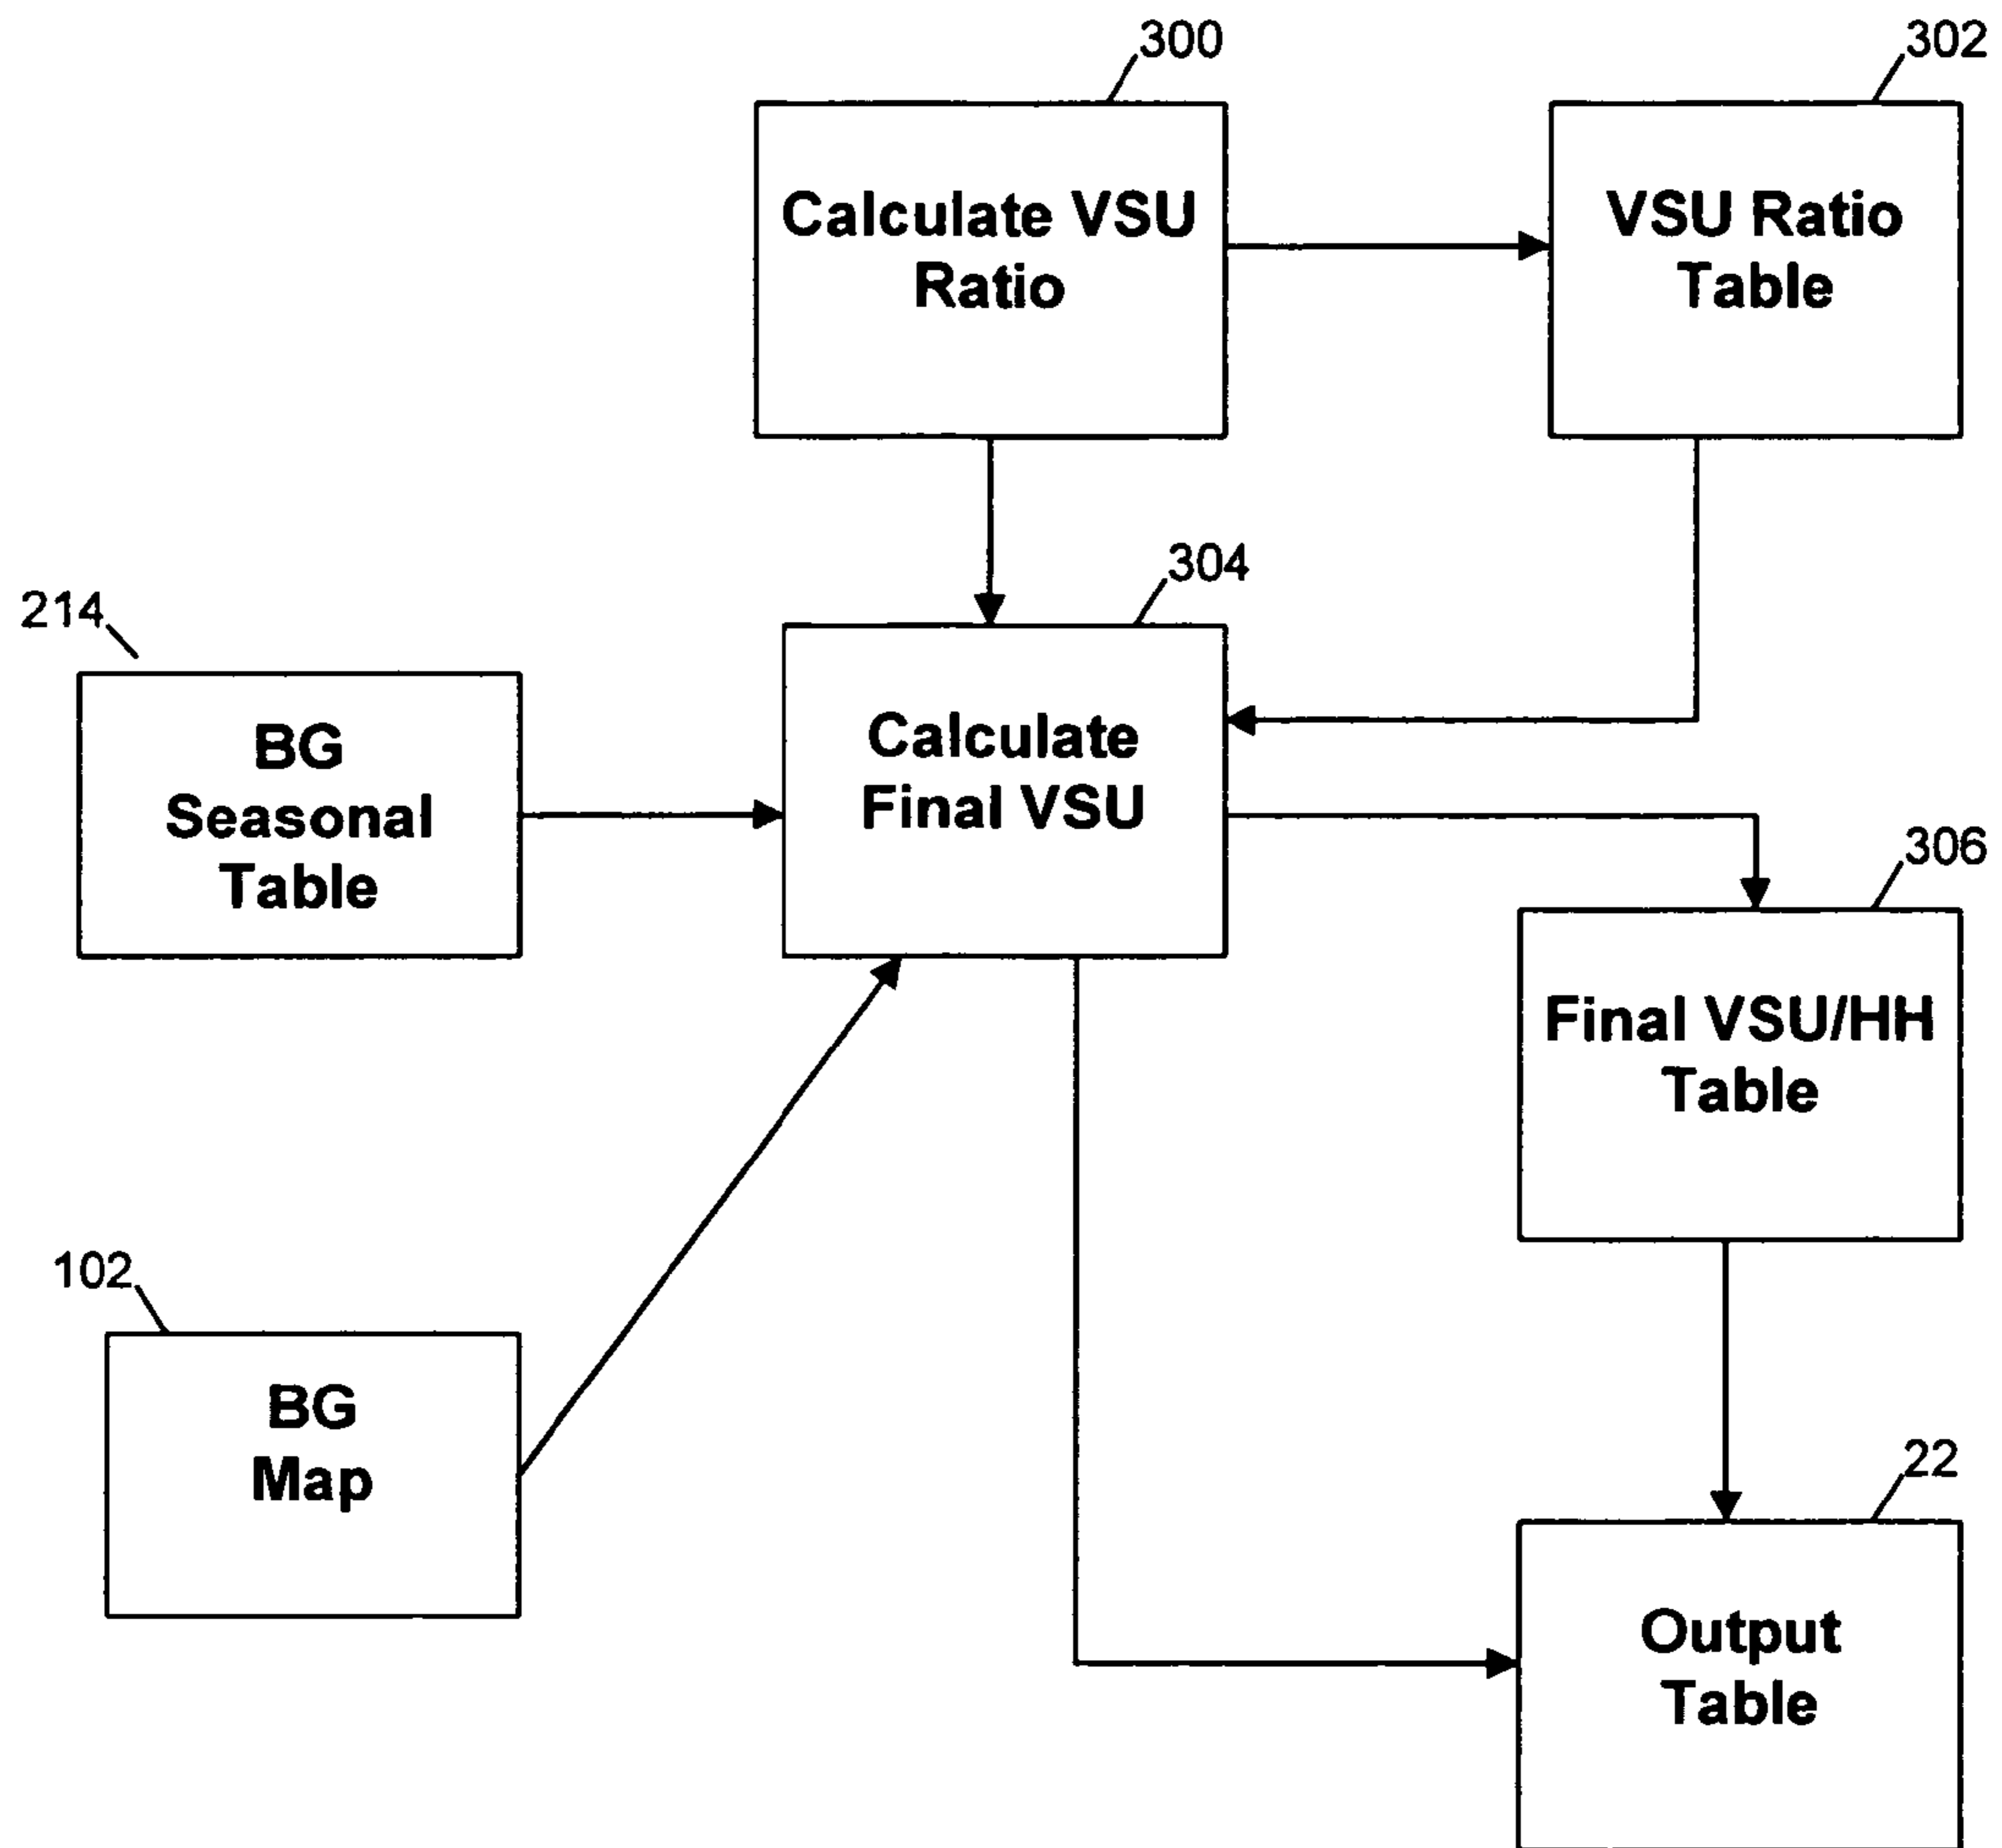 300
302
Calculate VSU
Ratio
VSU Ratio
Table
304
214
BG
Seasonal
Table
Calculate
Final VSU
306
Final VSU/HH
Table
102
BG
Map
22
Output
Table